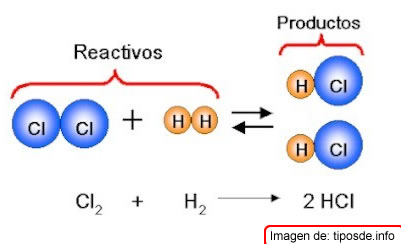 Productos
Reactivos
H Cl
Cl Cl + H H
H Cl
Cl₂ + H₂ → 2 HCl
Imagen de: tiposde.info